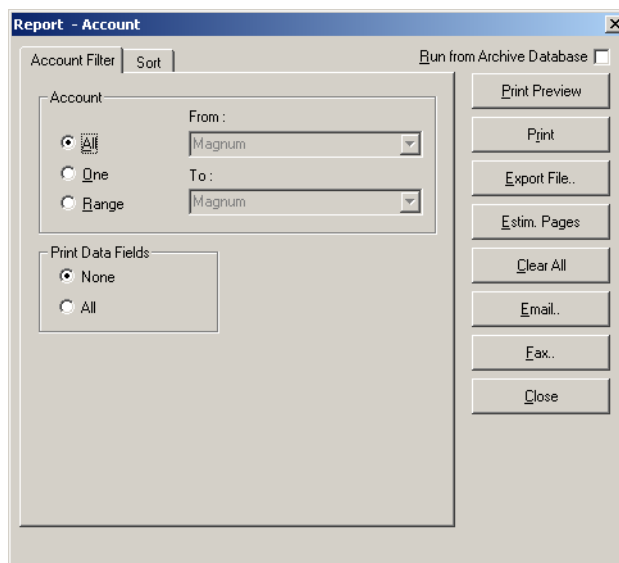 Report - Account
Account Filter
Sort
Run from Archive Database
Account
All
One
Range
From :
Magnum
To :
Magnum
Print Data Fields
None
All
Print Preview
Print
Export File..
Estim. Pages
Clear All
Email..
Fax..
Close